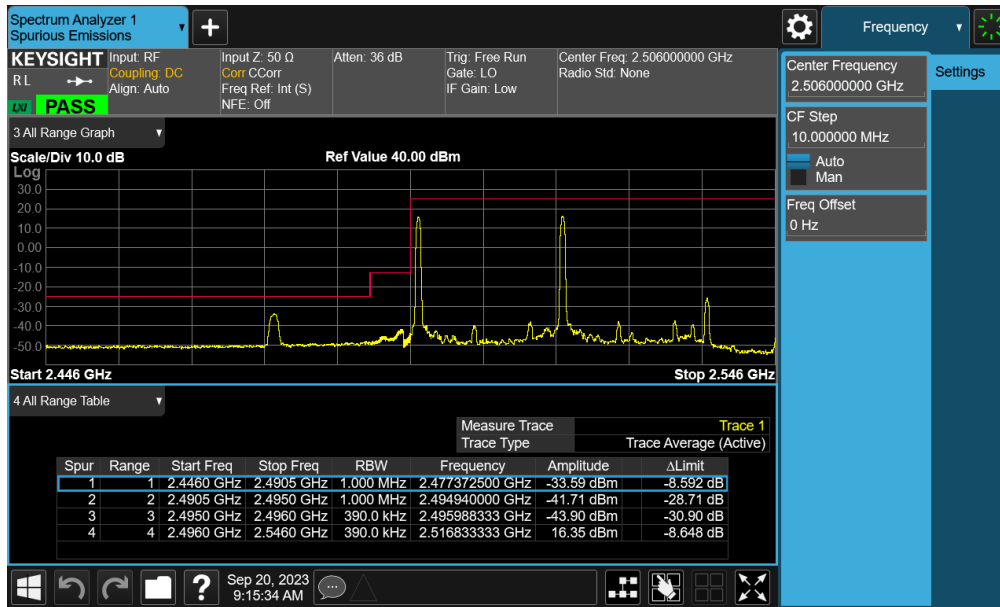 Spectrum Analyzer 1
Spurious Emissions
+
Frequency
KEYSIGHT Input: RF Input Z: 50 Ω Atten: 36 dB Trig: Free Run Center Freq: 2.506000000 GHz
R L Coupling: DC Corr CCorr Gate: LO Radio Std: None
Align: Auto Freq Ref: Int (S) IF Gain: Low
LXI PASS NFE: Off
Center Frequency
2.506000000 GHz
Settings
CF Step
10.000000 MHz
Auto
Man
Freq Offset
0 Hz
3 All Range Graph
Scale/Div 10.0 dB Ref Value 40.00 dBm
Log
30.0
20.0
10.0
0.00
-10.0
-20.0
-30.0
-40.0
-50.0
Start 2.446 GHz Stop 2.546 GHz
4 All Range Table
Measure Trace Trace 1
Trace Type Trace Average (Active)
Spur Range Start Freq Stop Freq RBW Frequency Amplitude ΔLimit
1 1 2.4460 GHz 2.4905 GHz 1.000 MHz 2.477372500 GHz -33.59 dBm -8.592 dB
2 2 2.4905 GHz 2.4950 GHz 1.000 MHz 2.494940000 GHz -41.71 dBm -28.71 dB
3 3 2.4950 GHz 2.4960 GHz 390.0 kHz 2.495988333 GHz -43.90 dBm -30.90 dB
4 4 2.4960 GHz 2.5460 GHz 390.0 kHz 2.516833333 GHz 16.35 dBm -8.648 dB
? Sep 20, 2023
9:15:34 AM